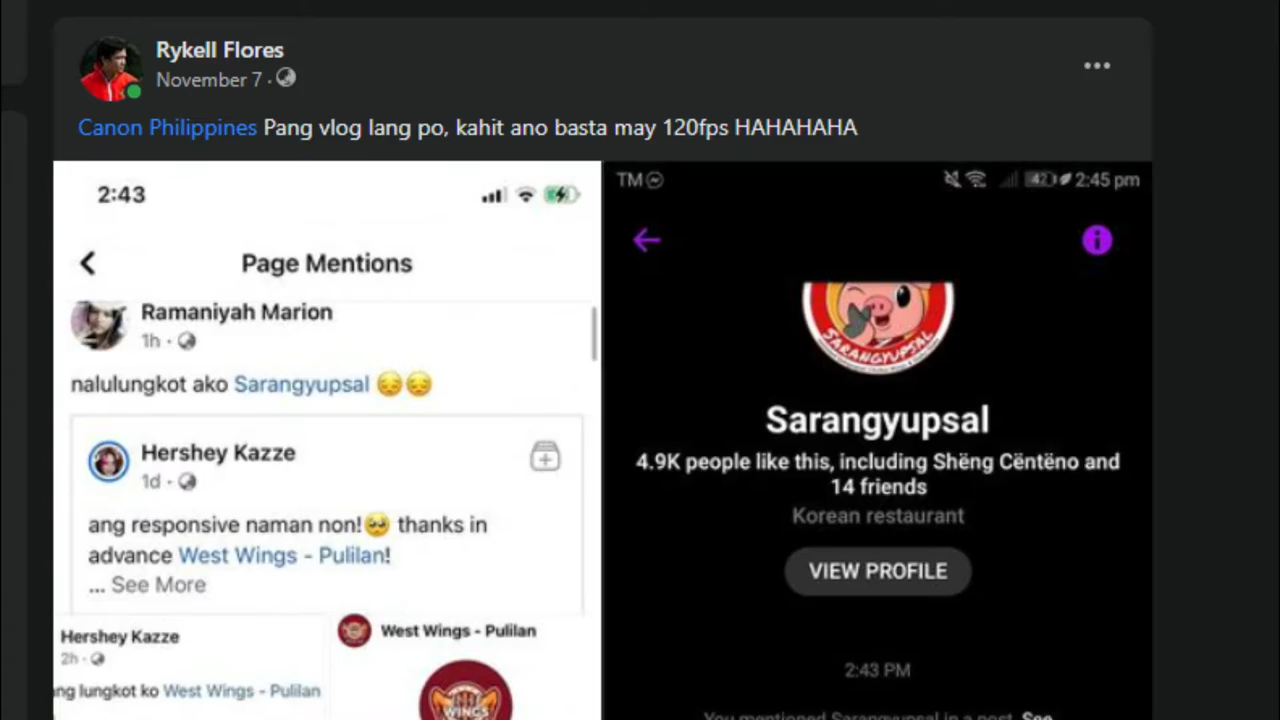 Rykell Flores
November 7 ·
Canon Philippines Pang vlog lang po, kahit ano basta may 120fps HAHAHAHA
2:43
Page Mentions
Ramaniyah Marion
1h ·
nalulungkot ako Sarangyupsal 😔😔
Hershey Kazze
1d ·
ang responsive naman non!🥺 thanks in
advance West Wings - Pulilan!
... See More
Hershey Kazze
2h ·
ng lungkot ko West Wings - Pulilan
West Wings - Pulilan
WINGS
TM
42
2:45 pm
SARANGYUPSAL
Sarangyupsal
4.9K people like this, including Shëng Cëntëno and
14 friends
Korean restaurant
VIEW PROFILE
2:43 PM
You mentioned Sarangyupsal in a post. See